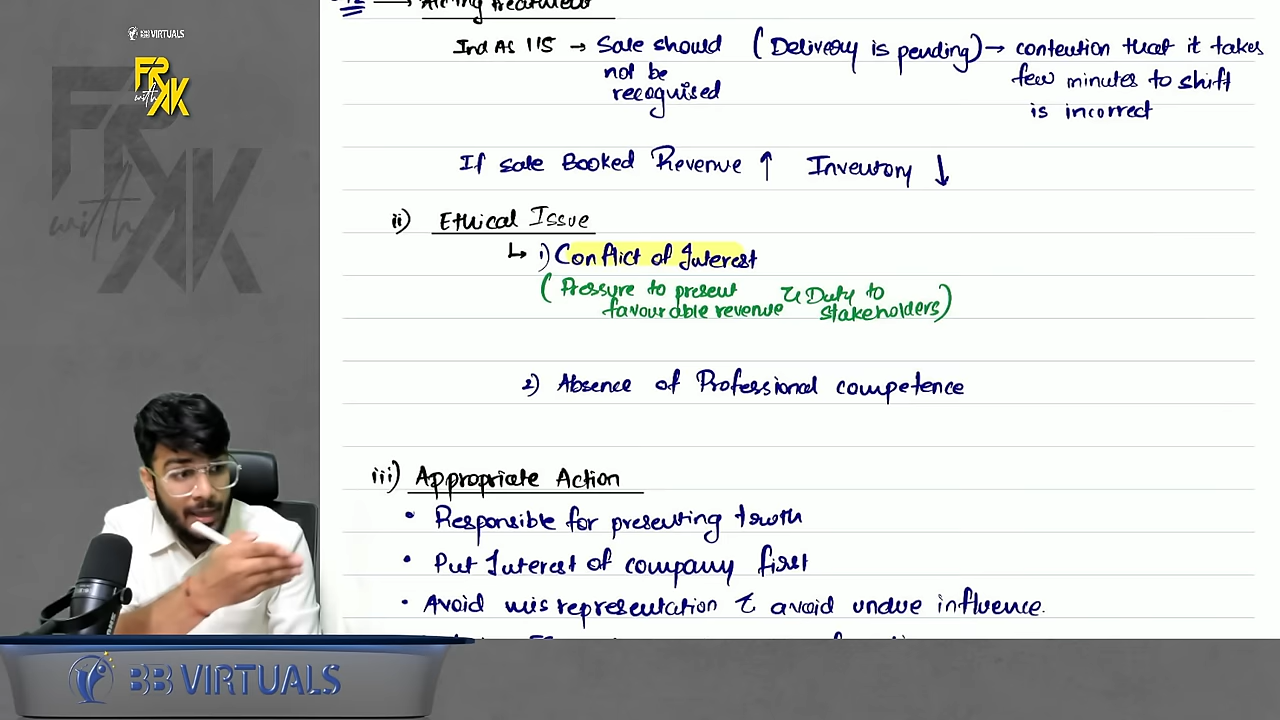 BB VIRTUALS
FR
with AK
Ind AS 115 → Sale should not be recognised (Delivery is pending) → contention that it takes few minutes to shift is incorrect
If sale Booked Revenue ↑ Inventory ↓
ii) Ethical Issue
↳ 1) Conflict of Interest
(Pressure to present favourable revenue & Duty to stakeholders)
2) Absence of Professional competence
iii) Appropriate Action
• Responsible for presenting truth
• Put Interest of company first
• Avoid misrepresentation & avoid undue influence.
BB VIRTUALS